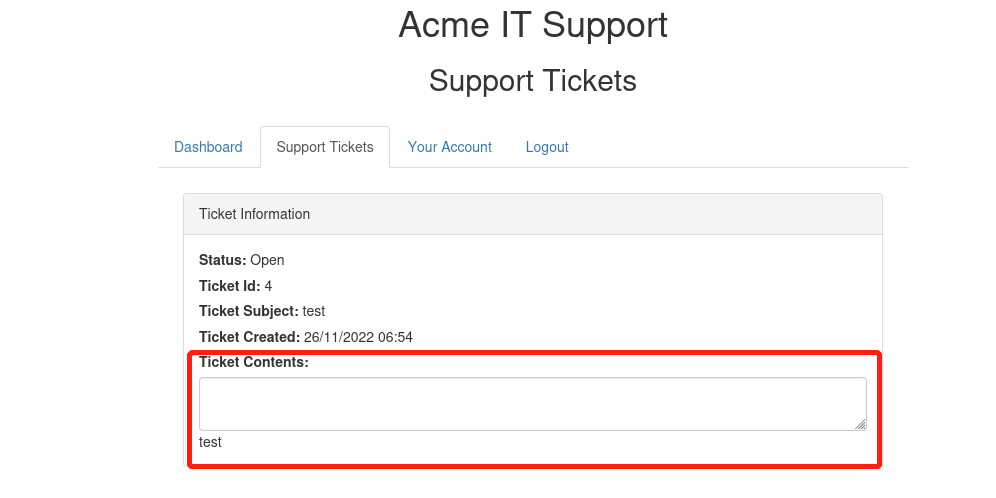 Acme IT Support
Support Tickets
Dashboard Support Tickets Your Account Logout
Ticket Information
Status: Open
Ticket Id: 4
Ticket Subject: test
Ticket Created: 26/11/2022 06:54
Ticket Contents:
test